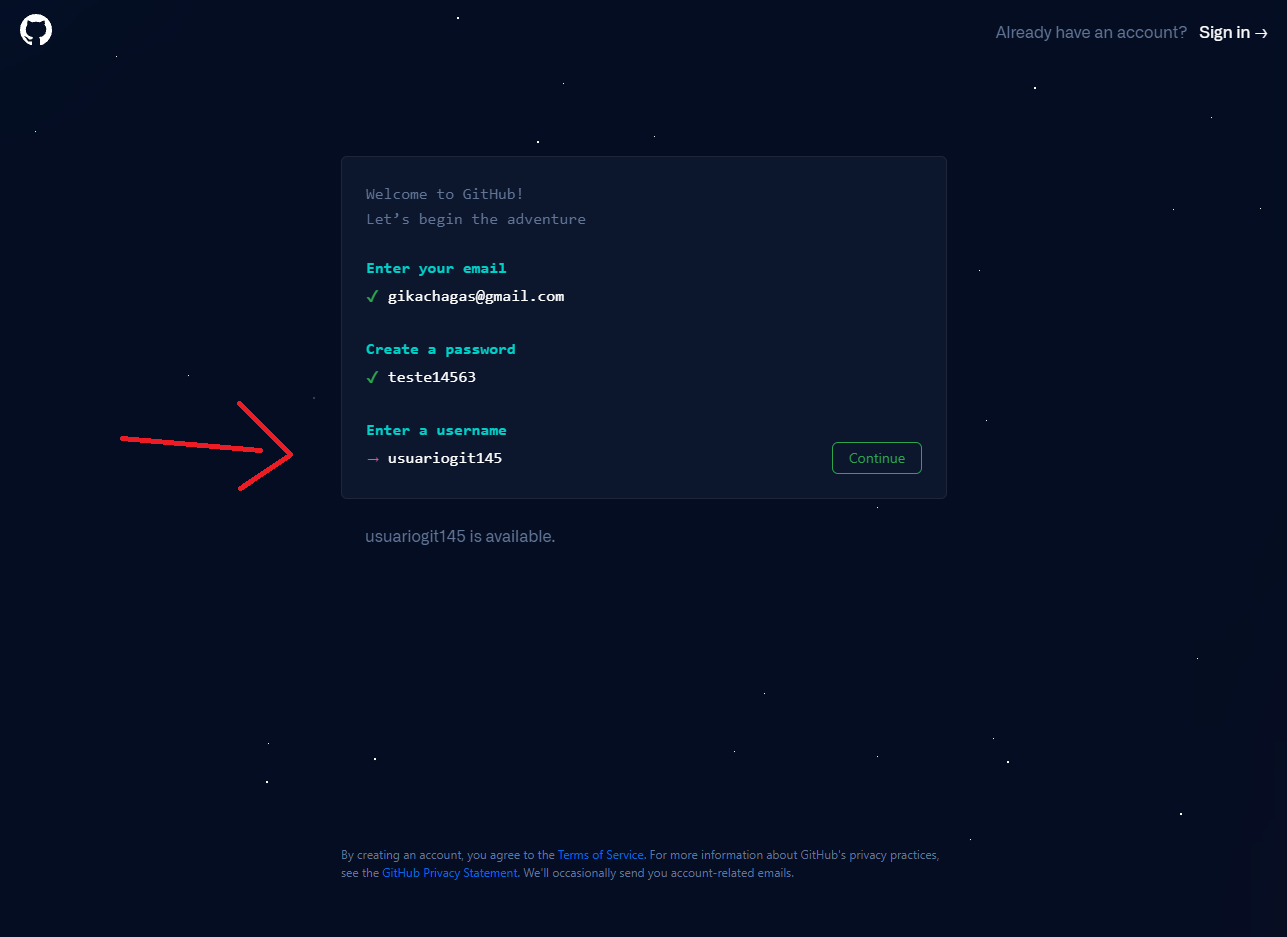 Already have an account? Sign in →
Welcome to GitHub!
Let’s begin the adventure
Enter your email
✓ gikachagas@gmail.com
Create a password
✓ teste14563
Enter a username
→ usuariogit145
Continue
usuariogit145 is available.
By creating an account, you agree to the Terms of Service. For more information about GitHub's privacy practices,
see the GitHub Privacy Statement. We'll occasionally send you account-related emails.